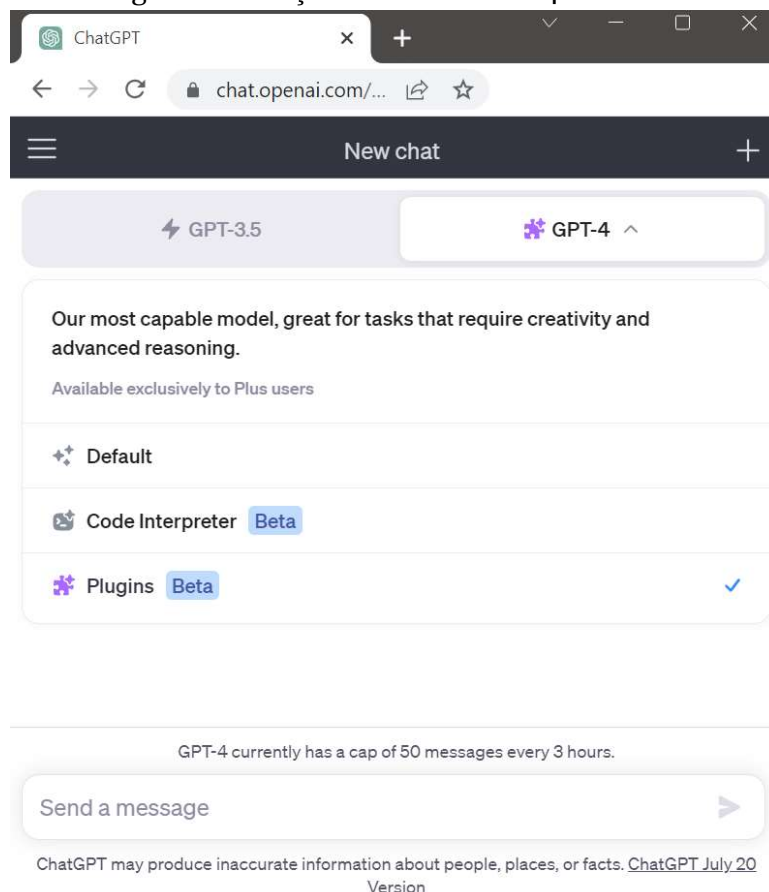 ChatGPT
chat.openai.com/...
New chat
GPT-3.5
GPT-4
Our most capable model, great for tasks that require creativity and
advanced reasoning.
Available exclusively to Plus users
Default
Code Interpreter Beta
Plugins Beta
GPT-4 currently has a cap of 50 messages every 3 hours.
Send a message
ChatGPT may produce inaccurate information about people, places, or facts. ChatGPT July 20
Version